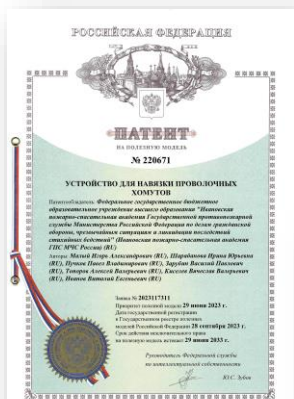 РОССИЙСКАЯ ФЕДЕРАЦИЯ
ПАТЕНТ
НА ПОЛЕЗНУЮ МОДЕЛЬ
№ 220671
УСТРОЙСТВО ДЛЯ НАВЯЗКИ ПРОВОЛОЧНЫХ
ХОМУТОВ
Патентообладатель: Федеральное государственное бюджетное
образовательное учреждение высшего образования "Ивановская
пожарно-спасательная академия Государственной противопожарной
службы Министерства Российской Федерации по делам гражданской
обороны, чрезвычайным ситуациям и ликвидации последствий
стихийных бедствий" (Ивановская пожарно-спасательная академия
ГПС МЧС России) (RU)
Авторы: Малый Игорь Александрович (RU), Шарабанова Ирина Юрьевна
(RU), Пучков Павел Владимирович (RU), Зарубин Василий Павлович
(RU), Топоров Алексей Валериевич (RU), Киселев Вячеслав Валериевич
(RU), Иванов Виталий Евгеньевич (RU)
Заявка № 2023117311
Приоритет полезной модели 29 июня 2023 г.
Дата государственной регистрации
в Государственном реестре полезных
моделей Российской Федерации 28 сентября 2023 г.
Срок действия исключительного права
на полезную модель истекает 29 июня 2033 г.
Руководитель Федеральной службы
по интеллектуальной собственности
Ю.С. Зубов